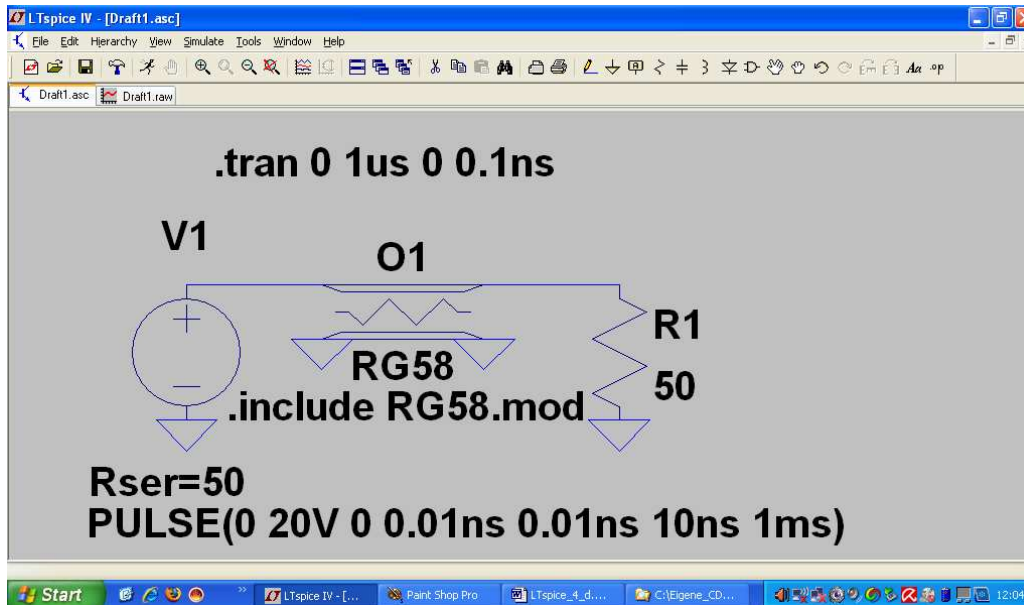 LTspice IV - [Draft1.asc]
File Edit Hierarchy View Simulate Tools Window Help
Aa .op
Draft1.asc Draft1.raw
.tran 0 1us 0 0.1ns
V1
O1
R1
RG58
50
.include RG58.mod
Rser=50
PULSE(0 20V 0 0.01ns 0.01ns 10ns 1ms)
Start LTspice IV - [... Paint Shop Pro LTspice_4_d.... C:\Eigene_CD... 12:04